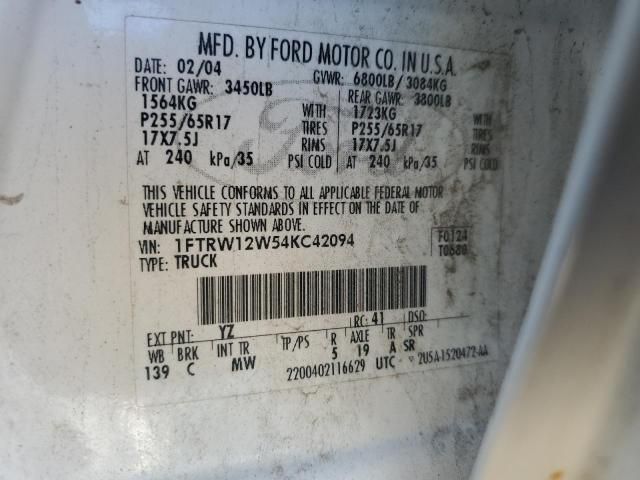 MFD. BY FORD MOTOR CO. IN U.S.A.
DATE: 02/04 GVWR: 6800LB/ 3084KG
FRONT GAWR: 3450LB REAR GAWR: 3800LB
1564KG WITH 1723KG WITH
P255/65R17 TIRES P255/65R17 TIRES
17X7.5J RIMS 17X7.5J RIMS
AT 240 kPa/35 PSI COLD AT 240 kPa/35 PSI COLD
THIS VEHICLE CONFORMS TO ALL APPLICABLE FEDERAL MOTOR
VEHICLE SAFETY STANDARDS IN EFFECT ON THE DATE OF
MANUFACTURE SHOWN ABOVE.
VIN: 1FTRW12W54KC42094 F0124
TYPE: TRUCK T0680
EXT PNT: YZ RC: 41 DSO:
WB BRK INT TR TP/PS R AXLE TR SPR
139 C MW 5 19 A SR
2200402116629 UTC 2U5A-1520472-AA
Ford